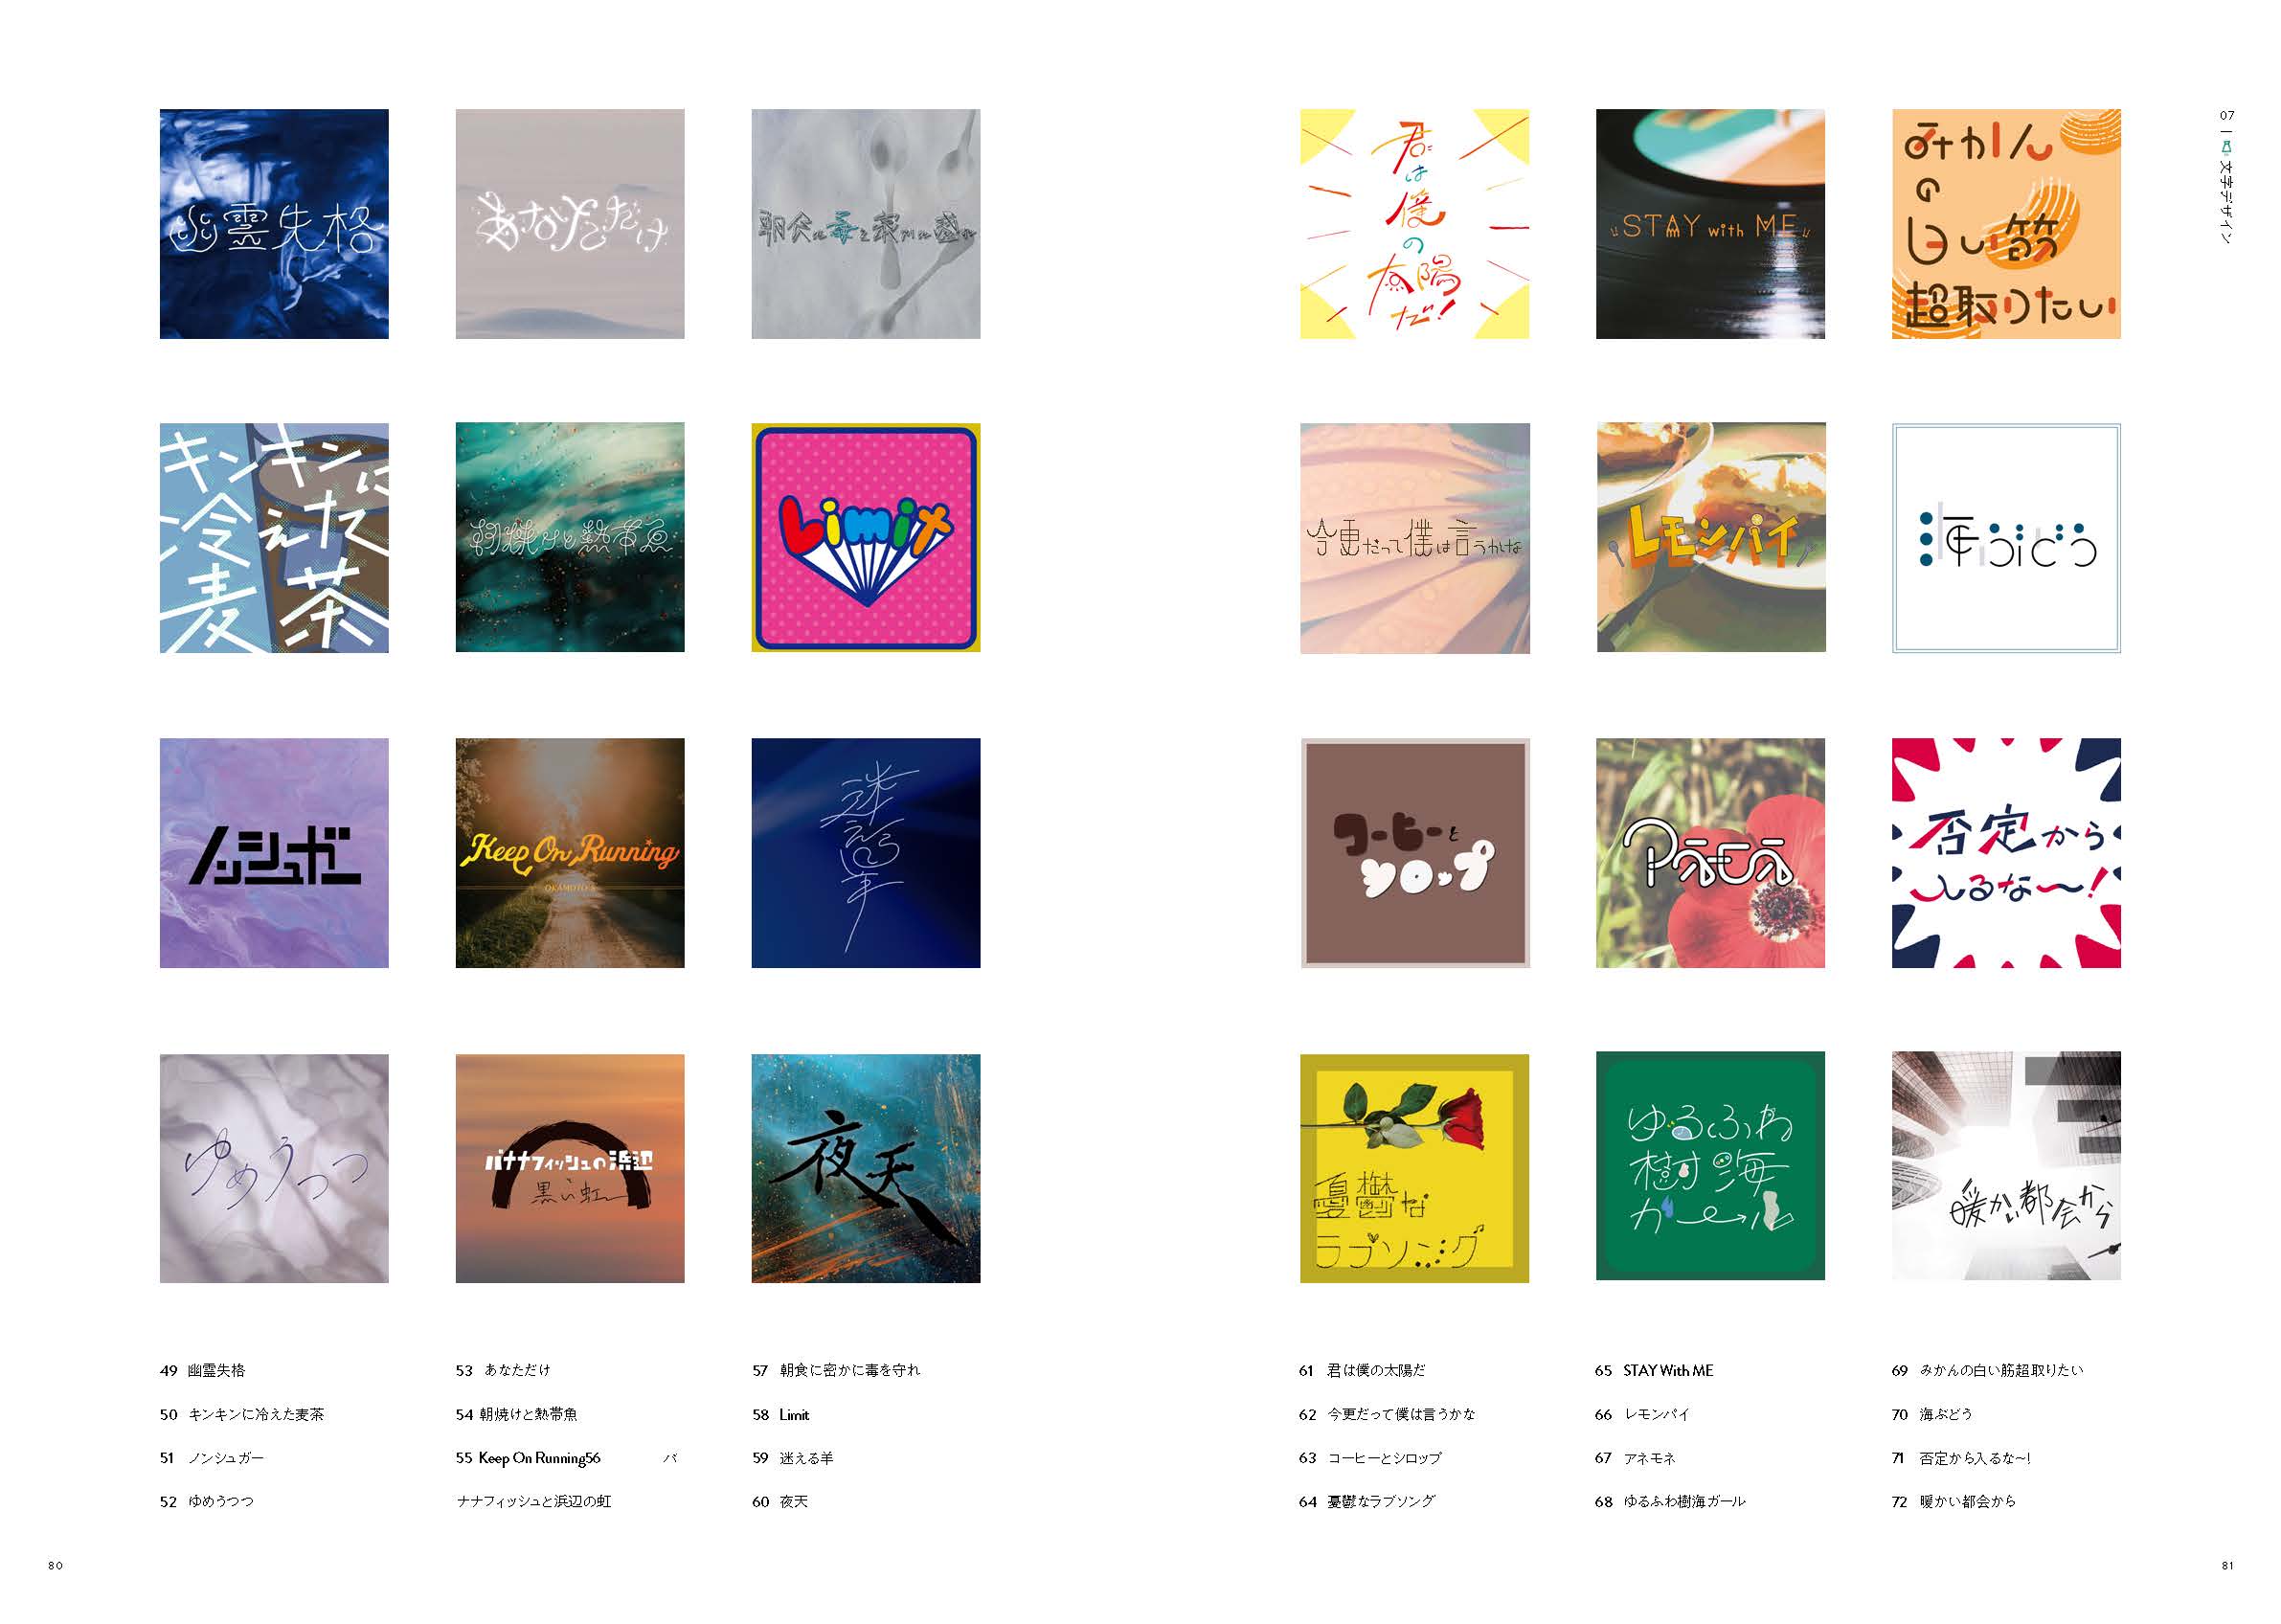 幽霊失格
あなただけ
キンキンに
冷えた
麦茶
朝焼けと熱帯魚
Limit
ノンシュガー
Keep On Running
OKAMOTO'S
迷える羊
ゆめうつつ
バナナフィッシュの浜辺
黒い虹
夜天
49 幽霊失格
50 キンキンに冷えた麦茶
51 ノンシュガー
52 ゆめうつつ
53 あなただけ
54 朝焼けと熱帯魚
55 Keep On Running56 バ
ナナフィッシュと浜辺の虹
57 朝食に密かに毒を守れ
58 Limit
59 迷える羊
60 夜天
80
君は僕の太陽だ!
STAY with ME
みかん
の
白い筋
超取りたい
今更だって僕は言うかな
レモンパイ
海ぶどう
コーヒーと
シロップ
否定から
入るな〜!
憂鬱な
ラブソング
ゆるふわ
樹海
ガール
暖かい都会から
61 君は僕の太陽だ
62 今更だって僕は言うかな
63 コーヒーとシロップ
64 憂鬱なラブソング
65 STAY With ME
66 レモンパイ
67 アネモネ
68 ゆるふわ樹海ガール
69 みかんの白い筋超取りたい
70 海ぶどう
71 否定から入るな〜!
72 暖かい都会から
07 | 文字デザイン
81